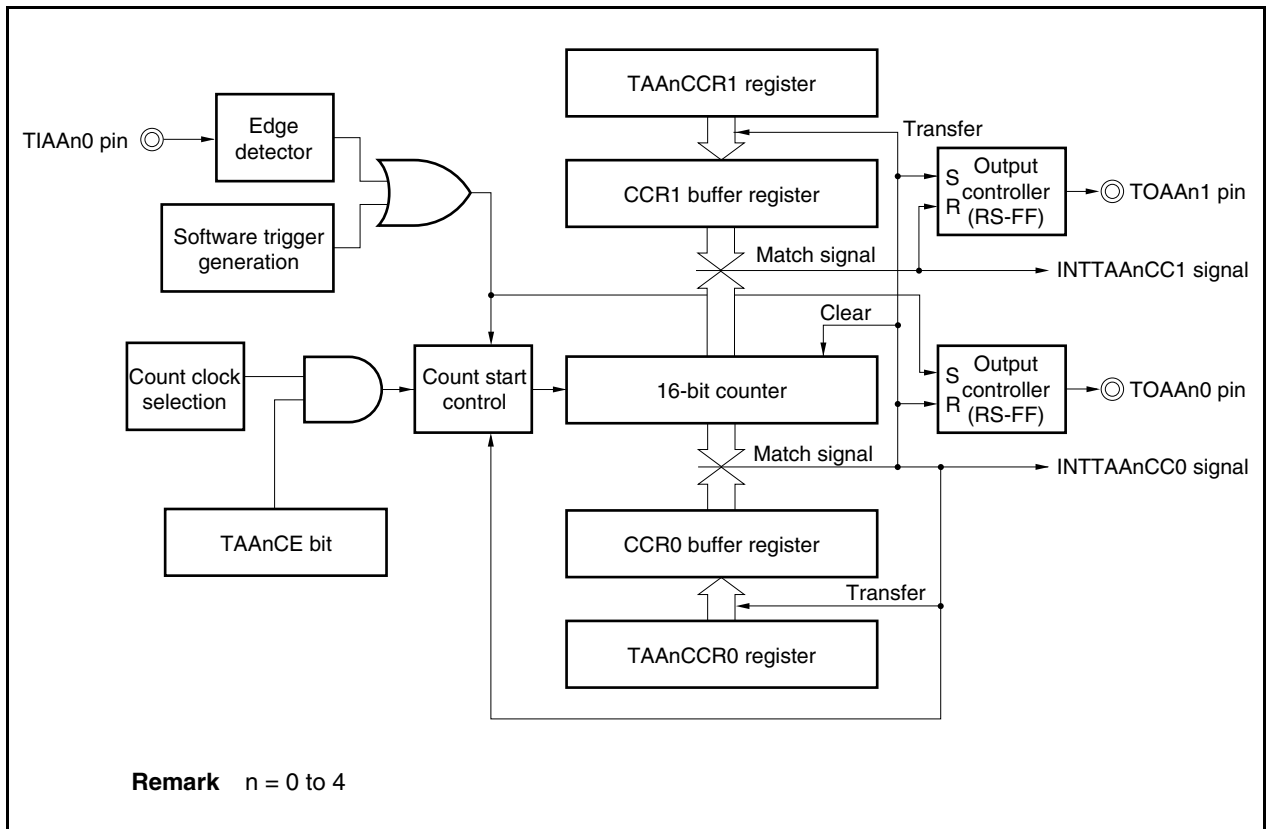 TAAnCCR1 register
TIAAn0 pin
Edge
detector
Transfer
S
R
Output
controller
(RS-FF)
TOAAn1 pin
CCR1 buffer register
Software trigger
generation
Match signal
INTTAAnCC1 signal
Clear
Count clock
selection
Count start
control
16-bit counter
S
R
Output
controller
(RS-FF)
TOAAn0 pin
Match signal
INTTAAnCC0 signal
TAAnCE bit
CCR0 buffer register
Transfer
TAAnCCR0 register
Remark n = 0 to 4